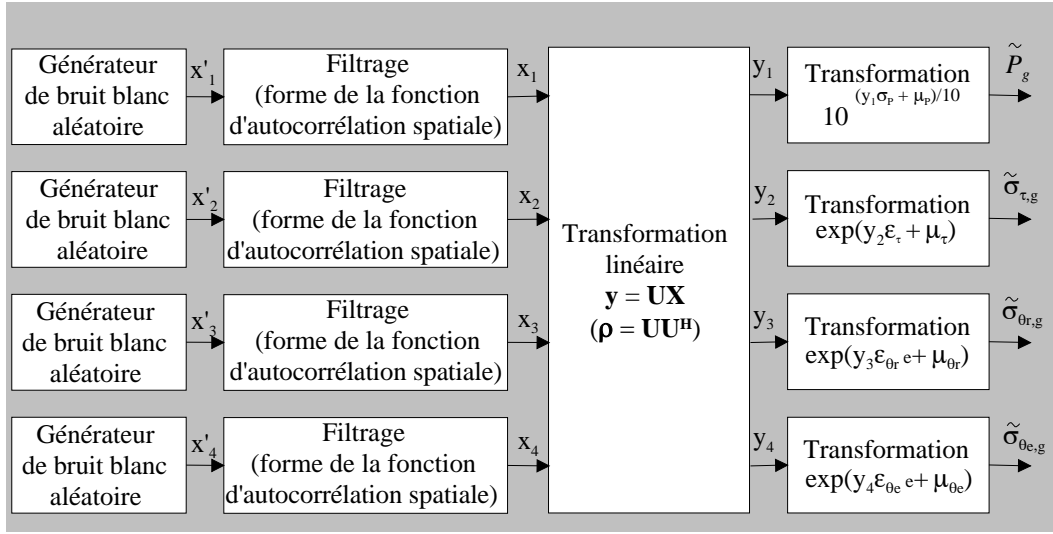 Générateur
de bruit blanc
aléatoire
x'1
Filtrage
(forme de la fonction
d'autocorrélation spatiale)
x1
y1
Transformation
10^(y1σP + μP)/10
P̃g
Générateur
de bruit blanc
aléatoire
x'2
Filtrage
(forme de la fonction
d'autocorrélation spatiale)
x2
Transformation
linéaire
y = UX
(ρ = UU^H)
y2
Transformation
exp(y2ετ + μτ)
σ̃τ,g
Générateur
de bruit blanc
aléatoire
x'3
Filtrage
(forme de la fonction
d'autocorrélation spatiale)
x3
y3
Transformation
exp(y3εθr e + μθr)
σ̃θr,g
Générateur
de bruit blanc
aléatoire
x'4
Filtrage
(forme de la fonction
d'autocorrélation spatiale)
x4
y4
Transformation
exp(y4εθe e + μθe)
σ̃θe,g